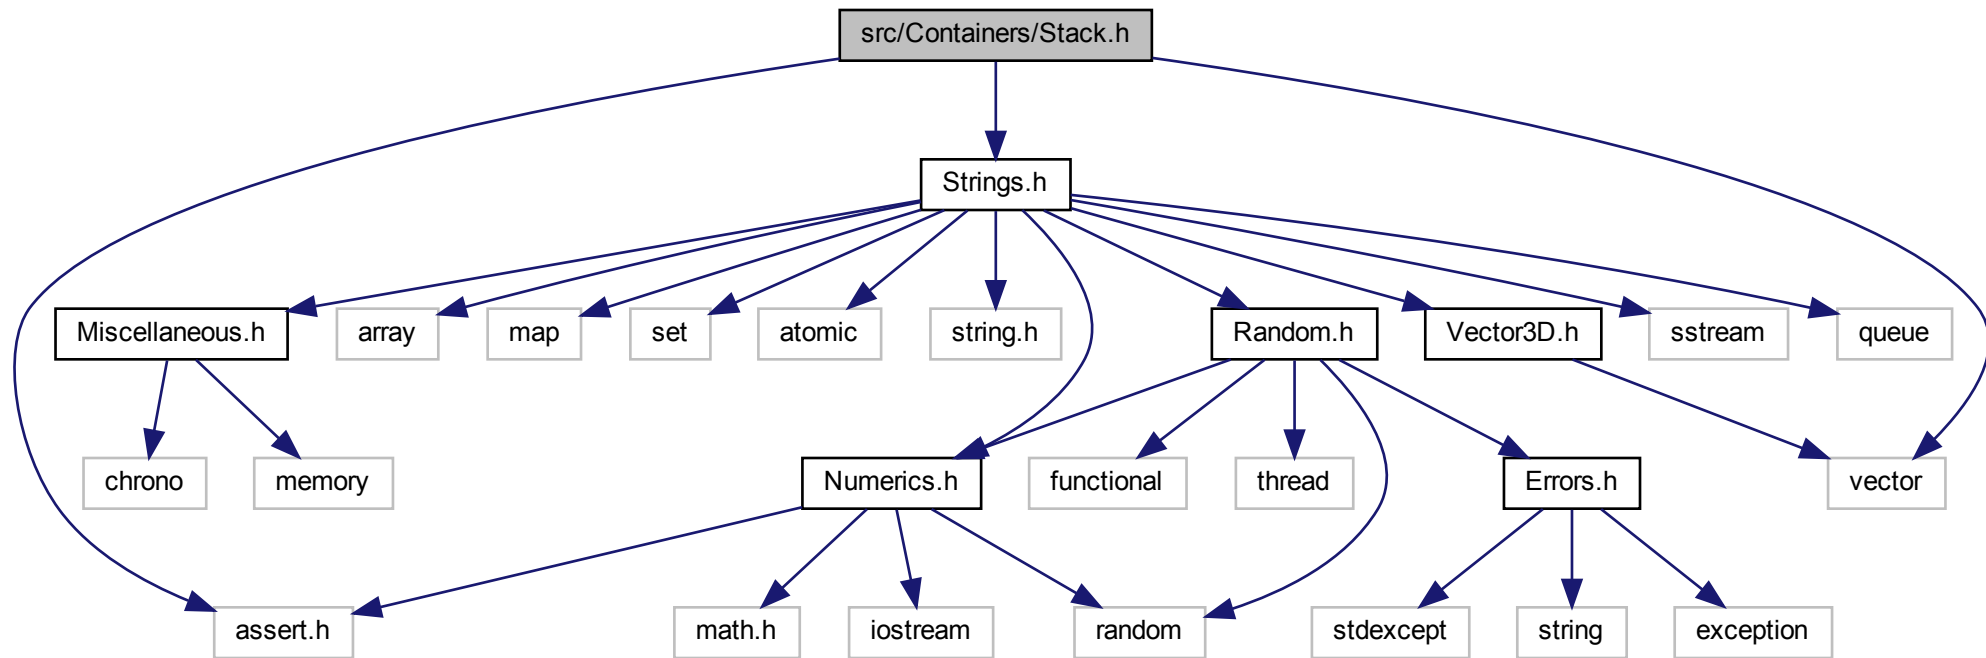 src/Containers/Stack.h
Strings.h
Miscellaneous.h
array
map
set
atomic
string.h
Random.h
Vector3D.h
sstream
queue
chrono
memory
Numerics.h
functional
thread
Errors.h
vector
assert.h
math.h
iostream
random
stdexcept
string
exception